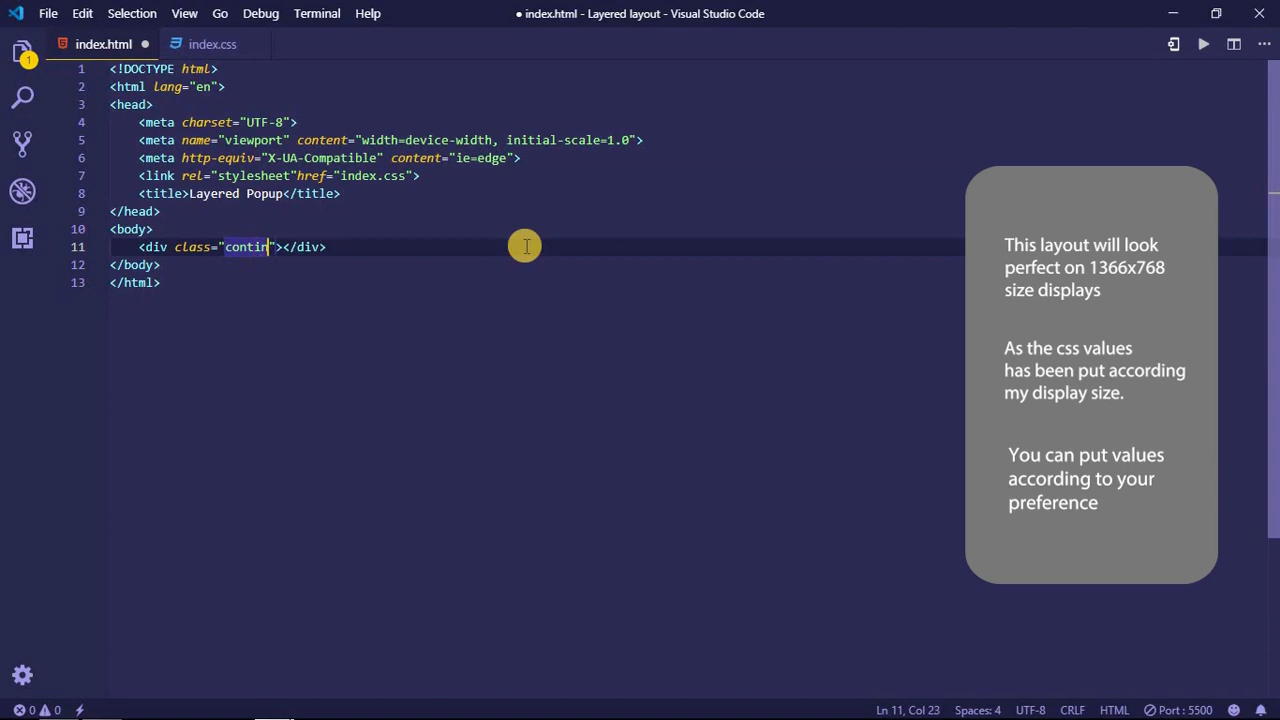 File Edit Selection View Go Debug Terminal Help
● index.html - Layered layout - Visual Studio Code
index.html ●
index.css
1
1 <!DOCTYPE html>
2 <html lang="en">
3 <head>
4 <meta charset="UTF-8">
5 <meta name="viewport" content="width=device-width, initial-scale=1.0">
6 <meta http-equiv="X-UA-Compatible" content="ie=edge">
7 <link rel="stylesheet"href="index.css">
8 <title>Layered Popup</title>
9 </head>
10 <body>
11 <div class="contin"></div>
12 </body>
13 </html>
This layout will look
perfect on 1366x768
size displays
As the css values
has been put according
my display size.
You can put values
according to your
preference
0 0 Ln 11, Col 23 Spaces: 4 UTF-8 CRLF HTML Port : 5500